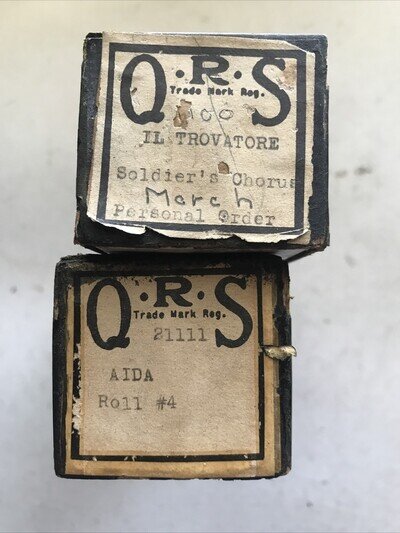 Q·R·S
Trade Mark Reg.
IL TROVATORE
Soldier's Chorus
March
Personal Order
Q·R·S
Trade Mark Reg.
21111
AIDA
Roll #4